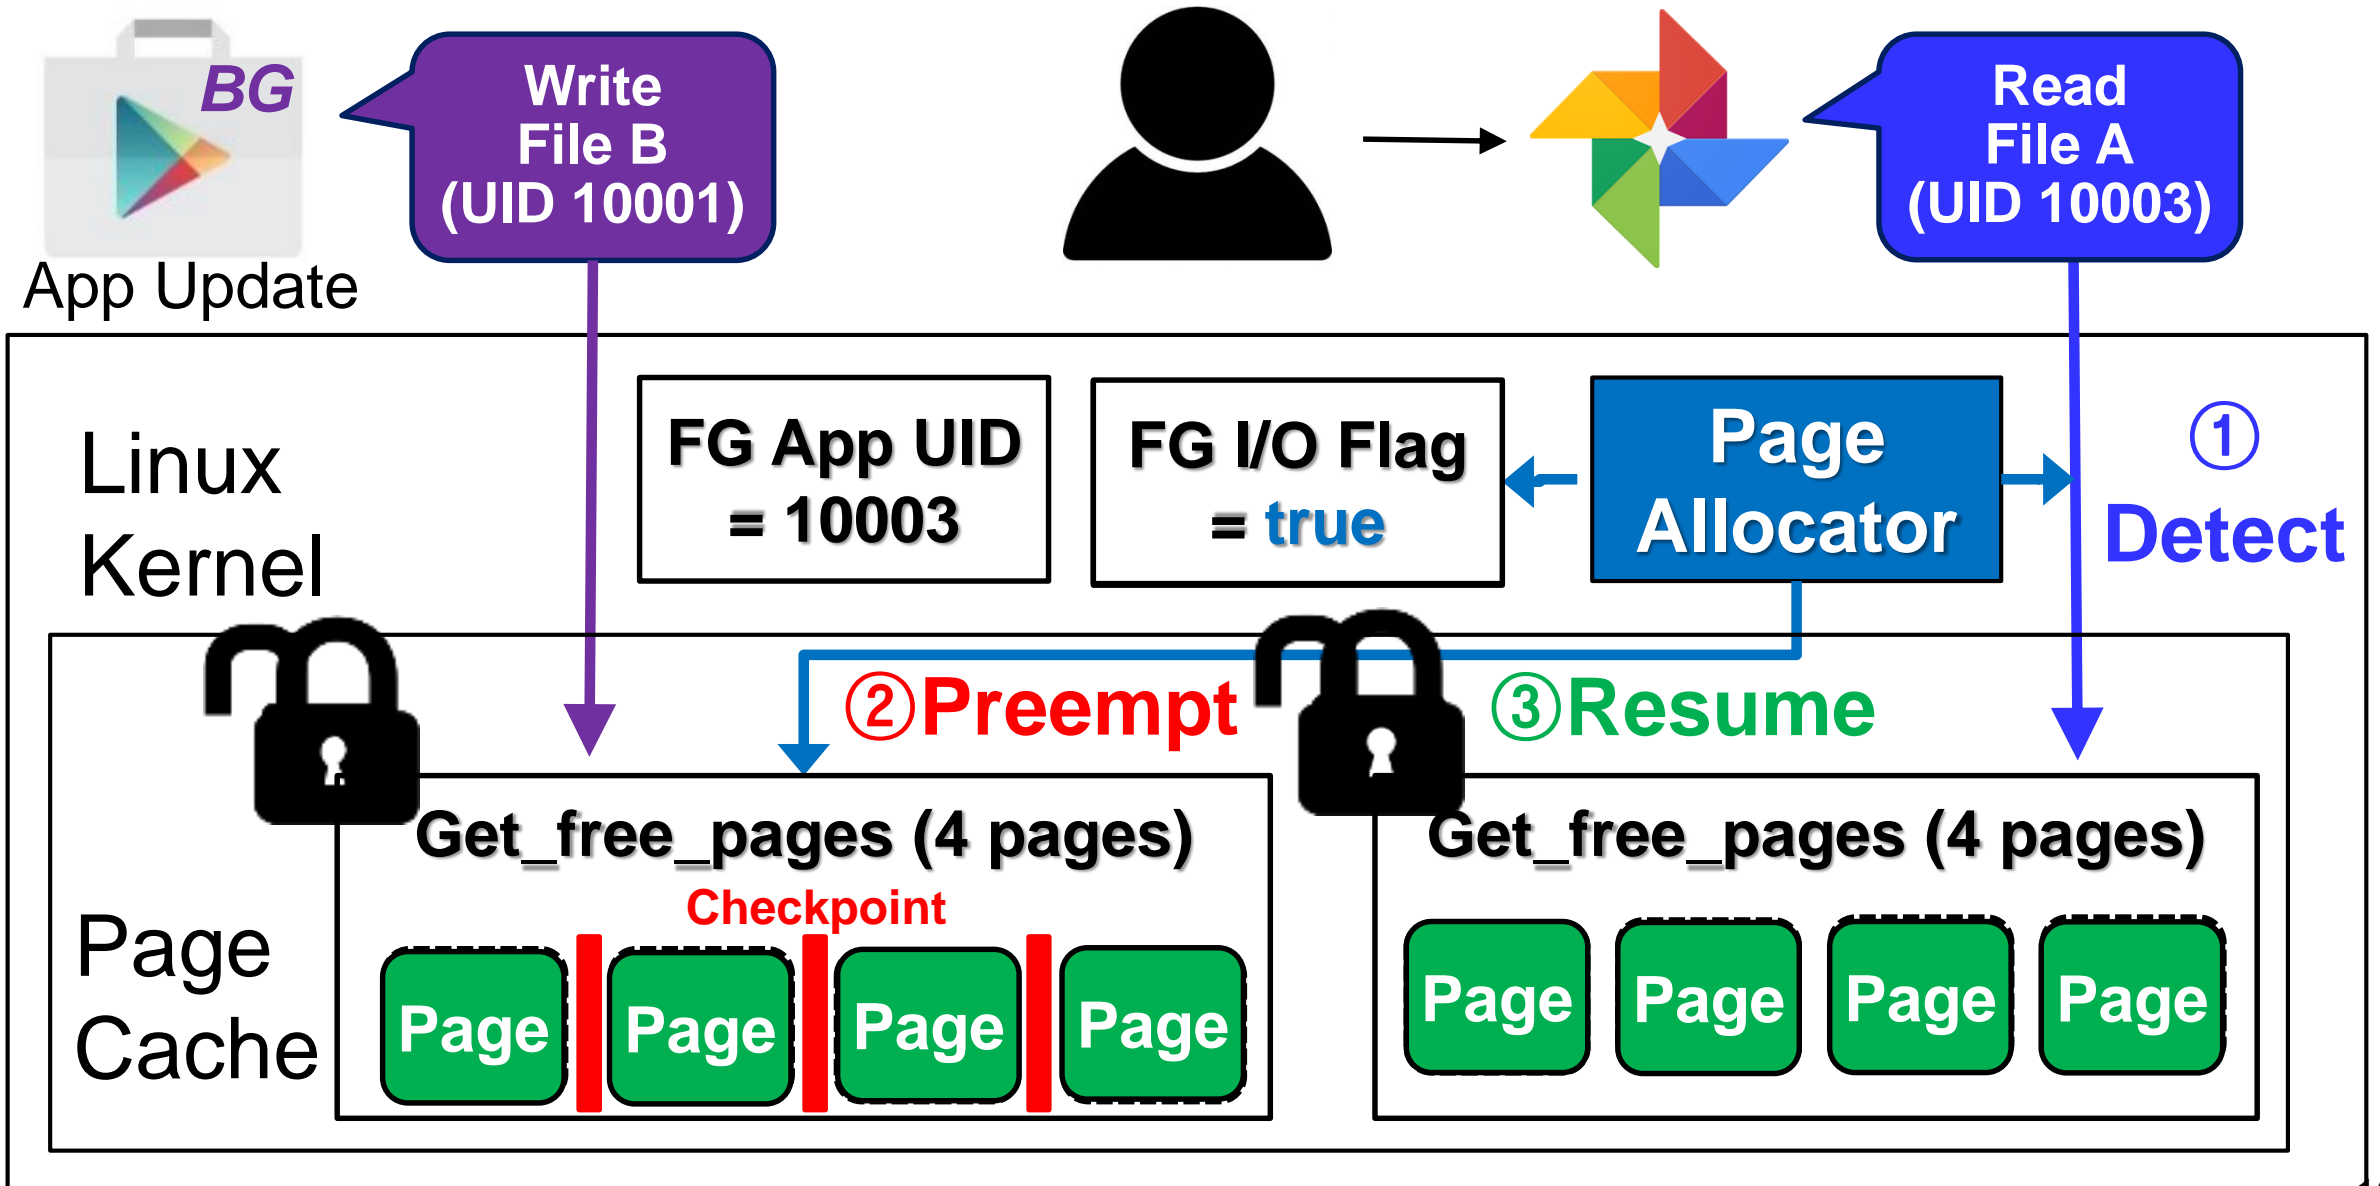 BG
App Update
Write
File B
(UID 10001)
Read
File A
(UID 10003)
Linux
Kernel
FG App UID
= 10003
FG I/O Flag
= true
Page
Allocator
①
Detect
②Preempt
③Resume
Page
Cache
Get_free_pages (4 pages)
Checkpoint
Page
Page
Page
Page
Get_free_pages (4 pages)
Page
Page
Page
Page